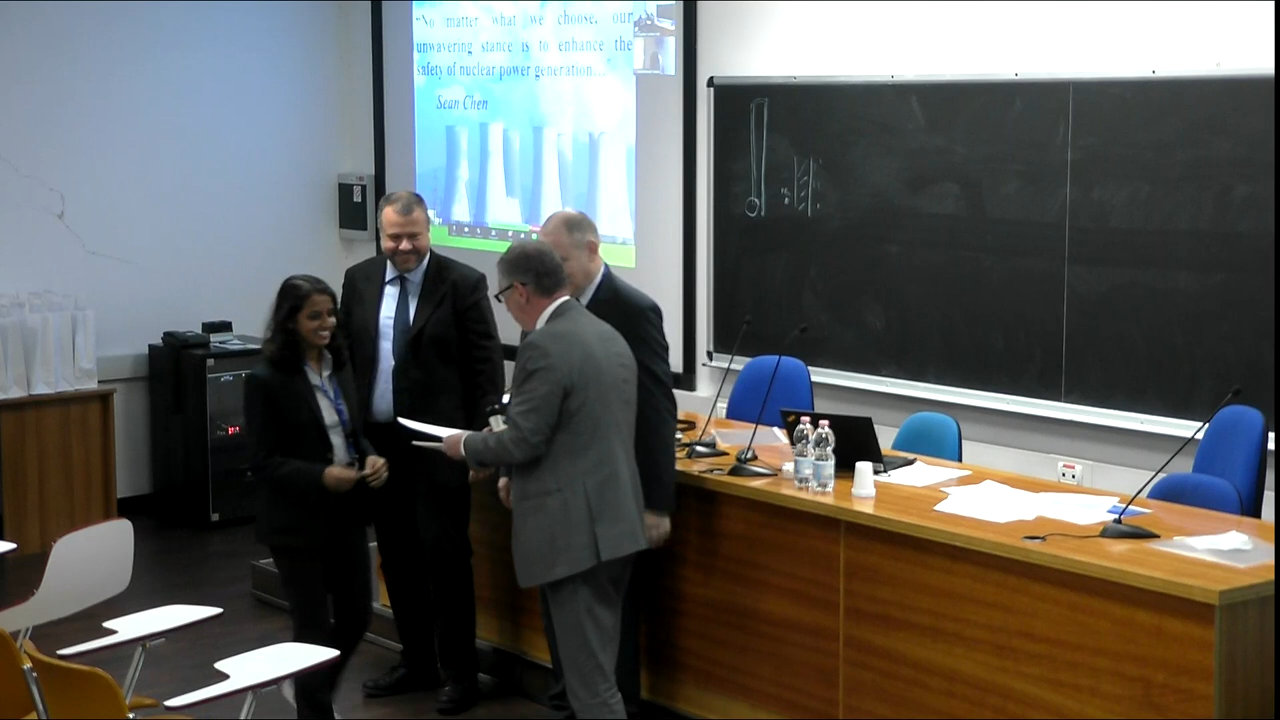 “No matter what we choose, our
unwavering stance is to enhance the
safety of nuclear power generation…
Sean Chen